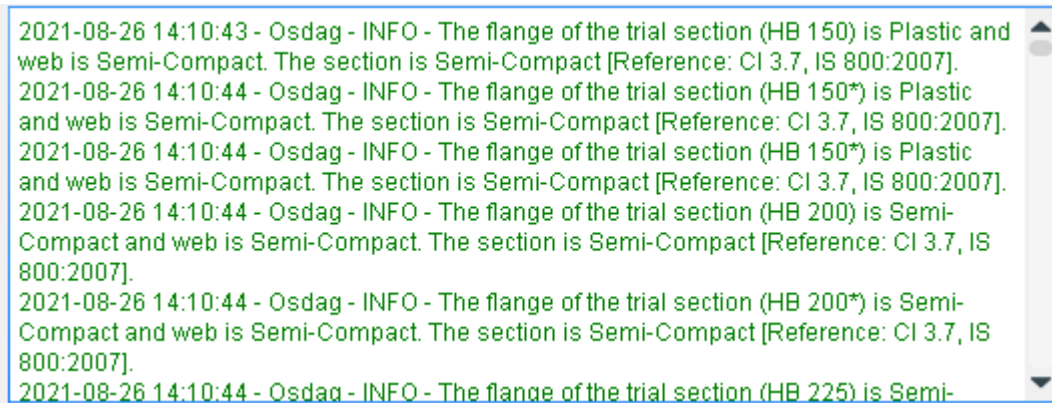 2021-08-26 14:10:43 - Osdag - INFO - The flange of the trial section (HB 150) is Plastic and
web is Semi-Compact. The section is Semi-Compact [Reference: Cl 3.7, IS 800:2007].
2021-08-26 14:10:44 - Osdag - INFO - The flange of the trial section (HB 150*) is Plastic
and web is Semi-Compact. The section is Semi-Compact [Reference: Cl 3.7, IS 800:2007].
2021-08-26 14:10:44 - Osdag - INFO - The flange of the trial section (HB 150*) is Plastic
and web is Semi-Compact. The section is Semi-Compact [Reference: Cl 3.7, IS 800:2007].
2021-08-26 14:10:44 - Osdag - INFO - The flange of the trial section (HB 200) is Semi-
Compact and web is Semi-Compact. The section is Semi-Compact [Reference: Cl 3.7, IS
800:2007].
2021-08-26 14:10:44 - Osdag - INFO - The flange of the trial section (HB 200*) is Semi-
Compact and web is Semi-Compact. The section is Semi-Compact [Reference: Cl 3.7, IS
800:2007].
2021-08-26 14:10:44 - Osdag - INFO - The flange of the trial section (HB 225) is Semi-